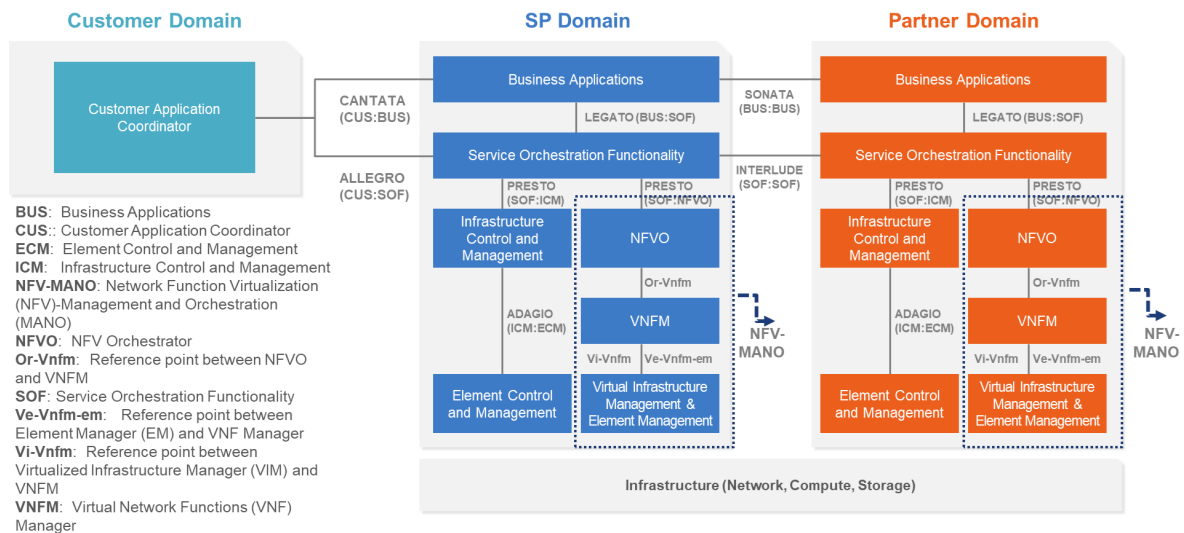 Customer Domain
SP Domain
Partner Domain
Customer Application
Coordinator
CANTATA
(CUS:BUS)
ALLEGRO
(CUS:SOF)
Business Applications
LEGATO (BUS:SOF)
Service Orchestration Functionality
PRESTO
(SOF:ICM)
PRESTO
(SOF:NFVO)
Infrastructure
Control and
Management
NFVO
Or-Vnfm
ADAGIO
(ICM:ECM)
VNFM
Vi-Vnfm
Ve-Vnfm-em
Element Control
and Management
Virtual Infrastructure
Management &
Element Management
NFV-
MANO
SONATA
(BUS:BUS)
INTERLUDE
(SOF:SOF)
Business Applications
LEGATO (BUS:SOF)
Service Orchestration Functionality
PRESTO
(SOF:ICM)
PRESTO
(SOF:NFVO)
Infrastructure
Control and
Management
NFVO
Or-Vnfm
ADAGIO
(ICM:ECM)
VNFM
Vi-Vnfm
Ve-Vnfm-em
Element Control
and Management
Virtual Infrastructure
Management &
Element Management
NFV-
MANO
Infrastructure (Network, Compute, Storage)
BUS: Business Applications
CUS:: Customer Application Coordinator
ECM: Element Control and Management
ICM: Infrastructure Control and Management
NFV-MANO: Network Function Virtualization
(NFV)-Management and Orchestration
(MANO)
NFVO: NFV Orchestrator
Or-Vnfm: Reference point between NFVO
and VNFM
SOF: Service Orchestration Functionality
Ve-Vnfm-em: Reference point between
Element Manager (EM) and VNF Manager
Vi-Vnfm: Reference point between
Virtualized Infrastructure Manager (VIM) and
VNFM
VNFM: Virtual Network Functions (VNF)
Manager